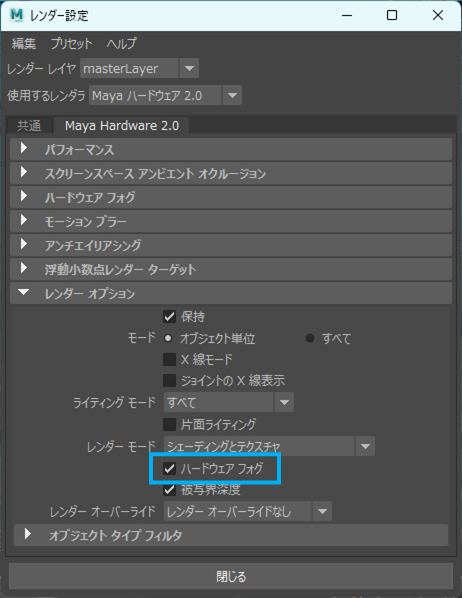 レンダー設定
編集 プリセット ヘルプ
レンダー レイヤ masterLayer
使用するレンダラ Maya ハードウェア 2.0
共通 Maya Hardware 2.0
パフォーマンス
スクリーンスペース アンビエント オクルージョン
ハードウェア フォグ
モーション ブラー
アンチエイリアシング
浮動小数点レンダー ターゲット
レンダー オプション
保持
モード オブジェクト単位 すべて
X 線モード
ジョイントの X 線表示
ライティング モード すべて
片面ライティング
レンダー モード シェーディングとテクスチャ
ハードウェア フォグ
被写界深度
レンダー オーバーライド レンダー オーバーライドなし
オブジェクト タイプ フィルタ
閉じる